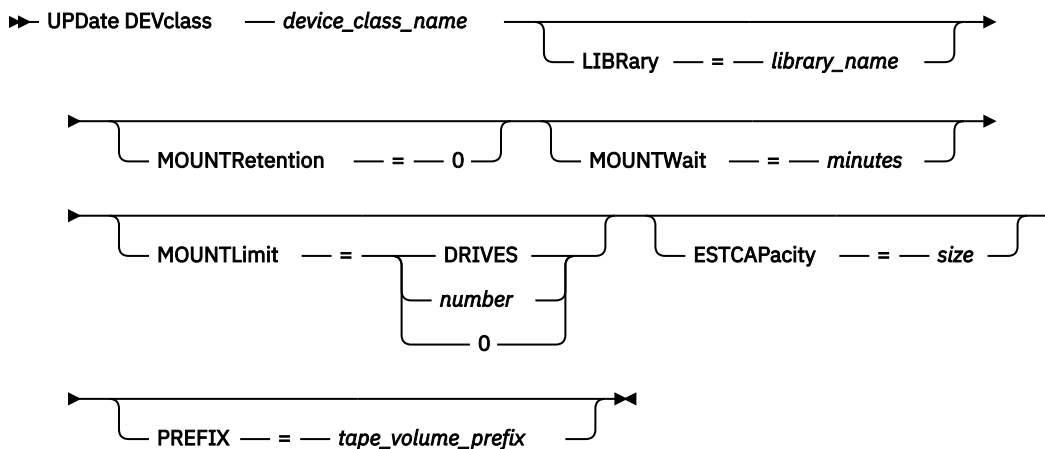 UPDate DEVclass device_class_name
LIBRary = library_name
MOUNTRetention = 0 MOUNTWait = minutes
MOUNTLimit = DRIVES ESTCAPacity = size
number
0
PREFIX = tape_volume_prefix